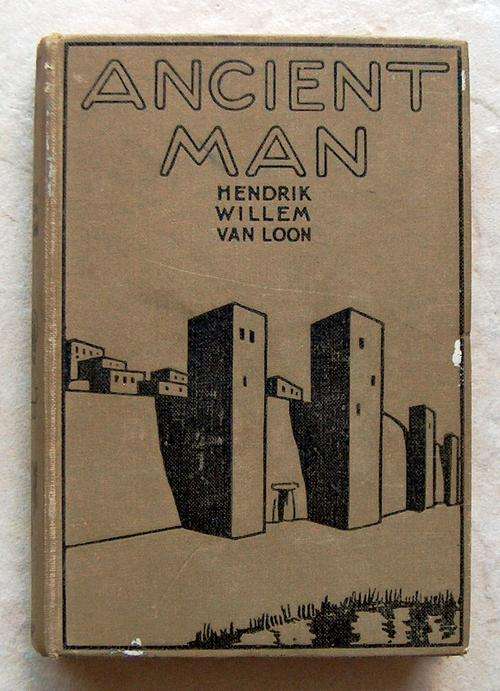 ANCIENT
MAN
HENDRIK
WILLEM
VAN LOON